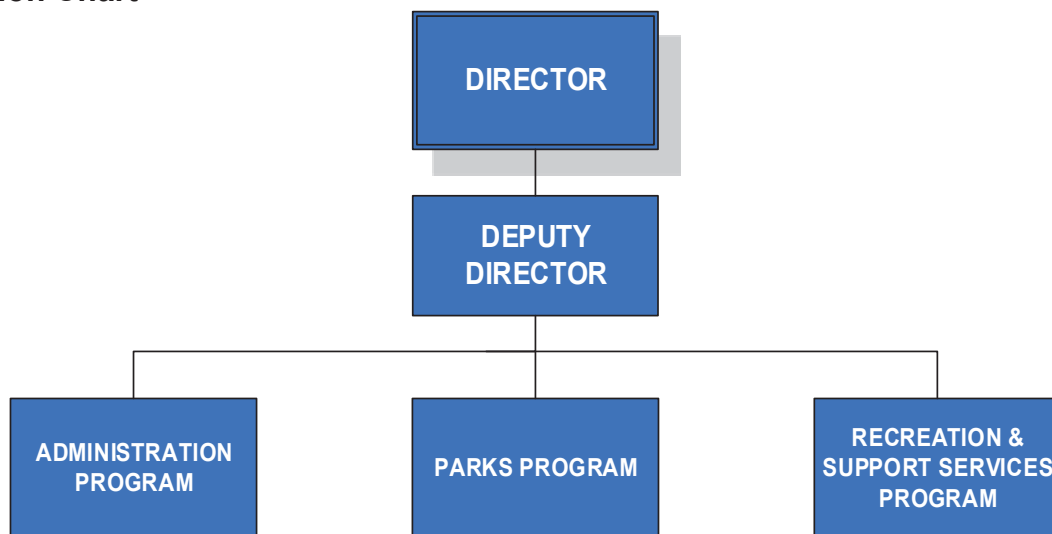 DIRECTOR
DEPUTY
DIRECTOR
ADMINISTRATION
PROGRAM
PARKS PROGRAM
RECREATION &
SUPPORT SERVICES
PROGRAM